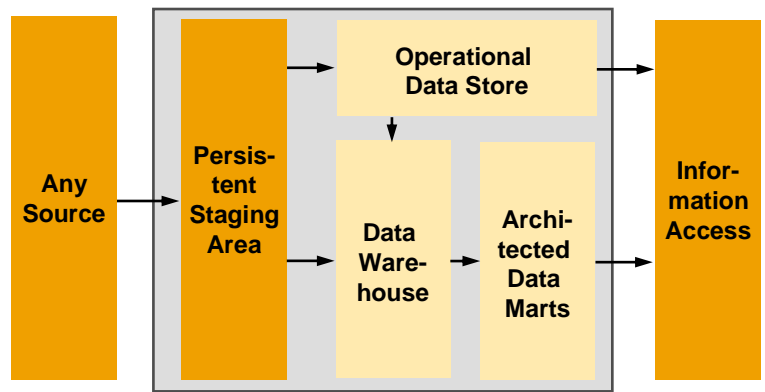 Any
Source
Persis-
tent
Staging
Area
Operational
Data Store
Data
Ware-
house
Archi-
tected
Data
Marts
Infor-
mation
Access